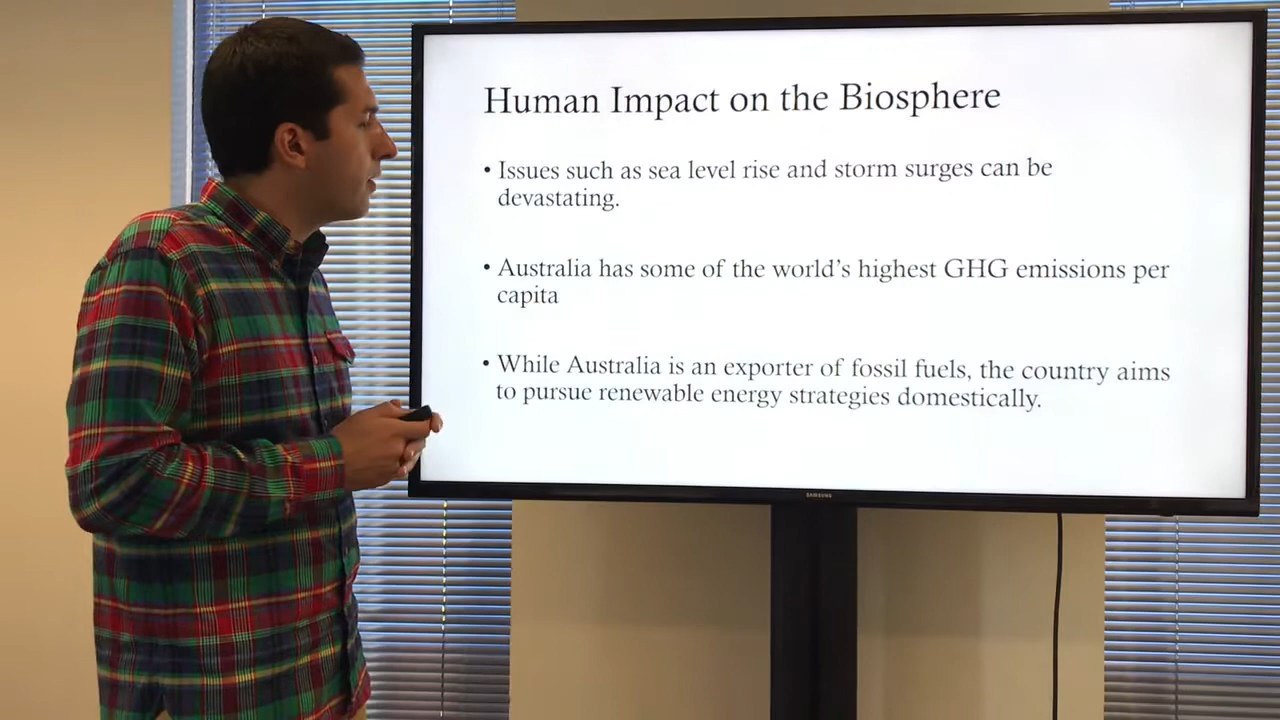 Human Impact on the Biosphere
• Issues such as sea level rise and storm surges can be
devastating.
• Australia has some of the world's highest GHG emissions per
capita
• While Australia is an exporter of fossil fuels, the country aims
to pursue renewable energy strategies domestically.
SAMSUNG